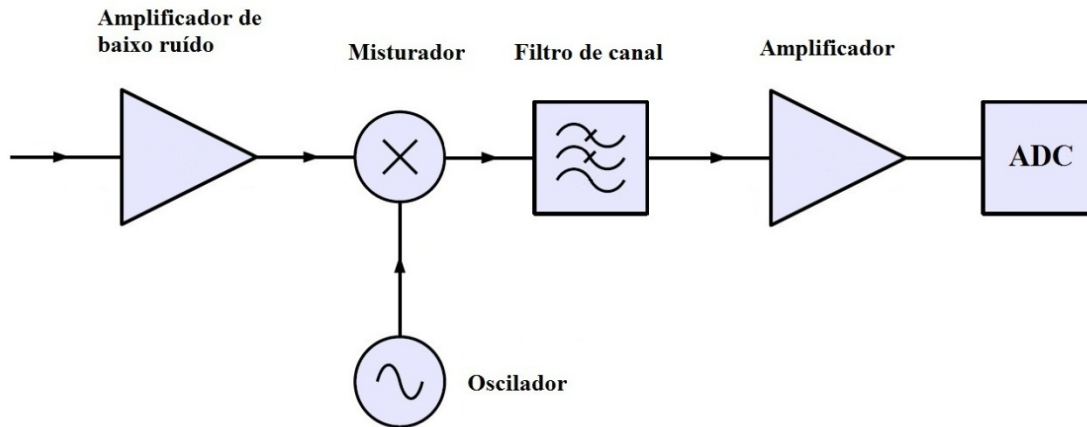 Amplificador de
baixo ruído
Misturador
Filtro de canal
Amplificador
ADC
Oscilador